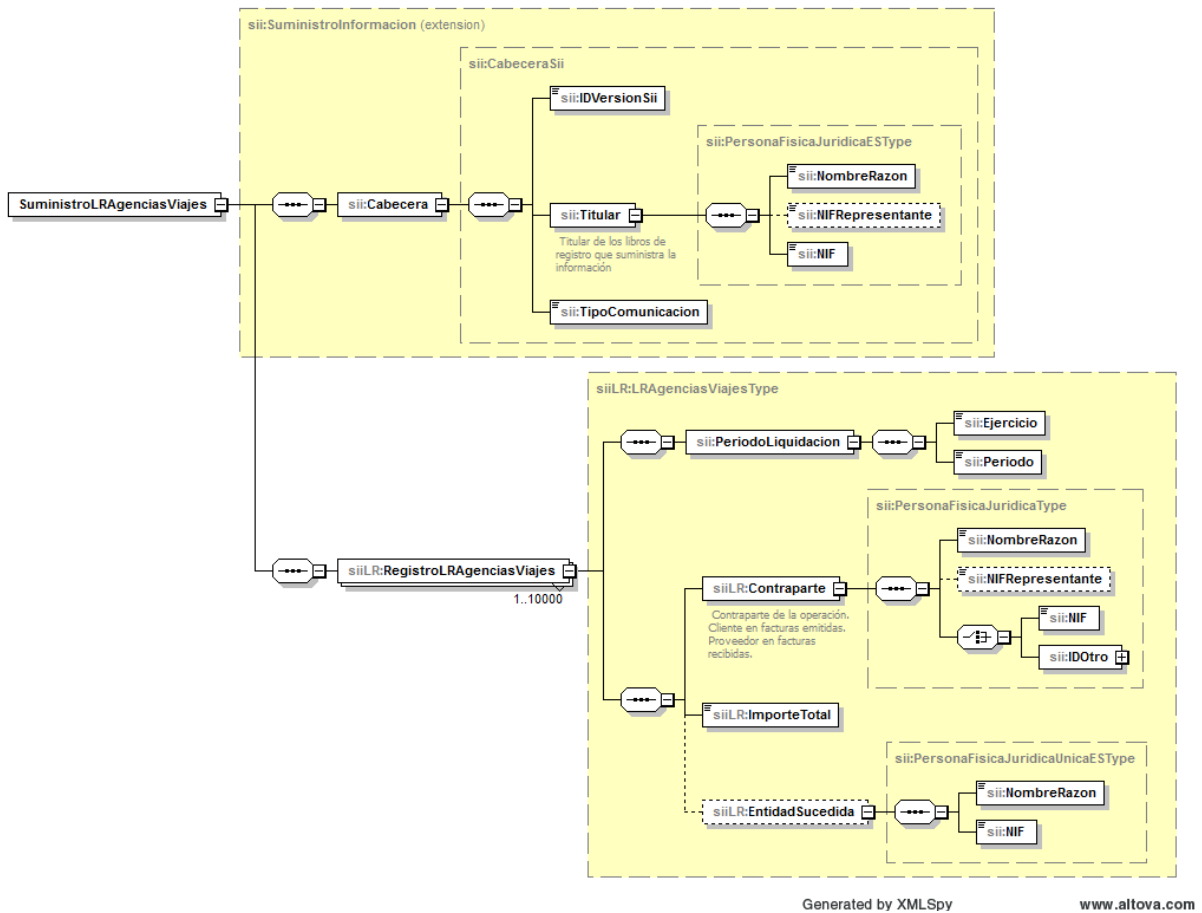 sii:SuministroInformacion (extension)
sii:CabeceraSii
sii:IDVersionSii
sii:PersonaFisicaJuridicaESType
sii:NombreRazon
SuministroLRAgenciasViajes
sii:Cabecera
sii:Titular
sii:NIFRepresentante
Titular de los libros de
registro que suministra la
información
sii:NIF
sii:TipoComunicacion
siiLR:LRAgenciasViajesType
sii:PeriodoLiquidacion
sii:Ejercicio
sii:Periodo
sii:PersonaFisicaJuridicaType
sii:NombreRazon
siiLR:RegistroLRAgenciasViajes
1..10000
siiLR:Contraparte
sii:NIFRepresentante
Contraparte de la operación.
Cliente en facturas emitidas.
Proveedor en facturas
recibidas.
sii:NIF
sii:IDOtro
siiLR:ImporteTotal
sii:PersonaFisicaJuridicaUnicaESType
sii:NombreRazon
siiLR:EntidadSucedida
sii:NIF
Generated by XMLSpy
www.altova.com